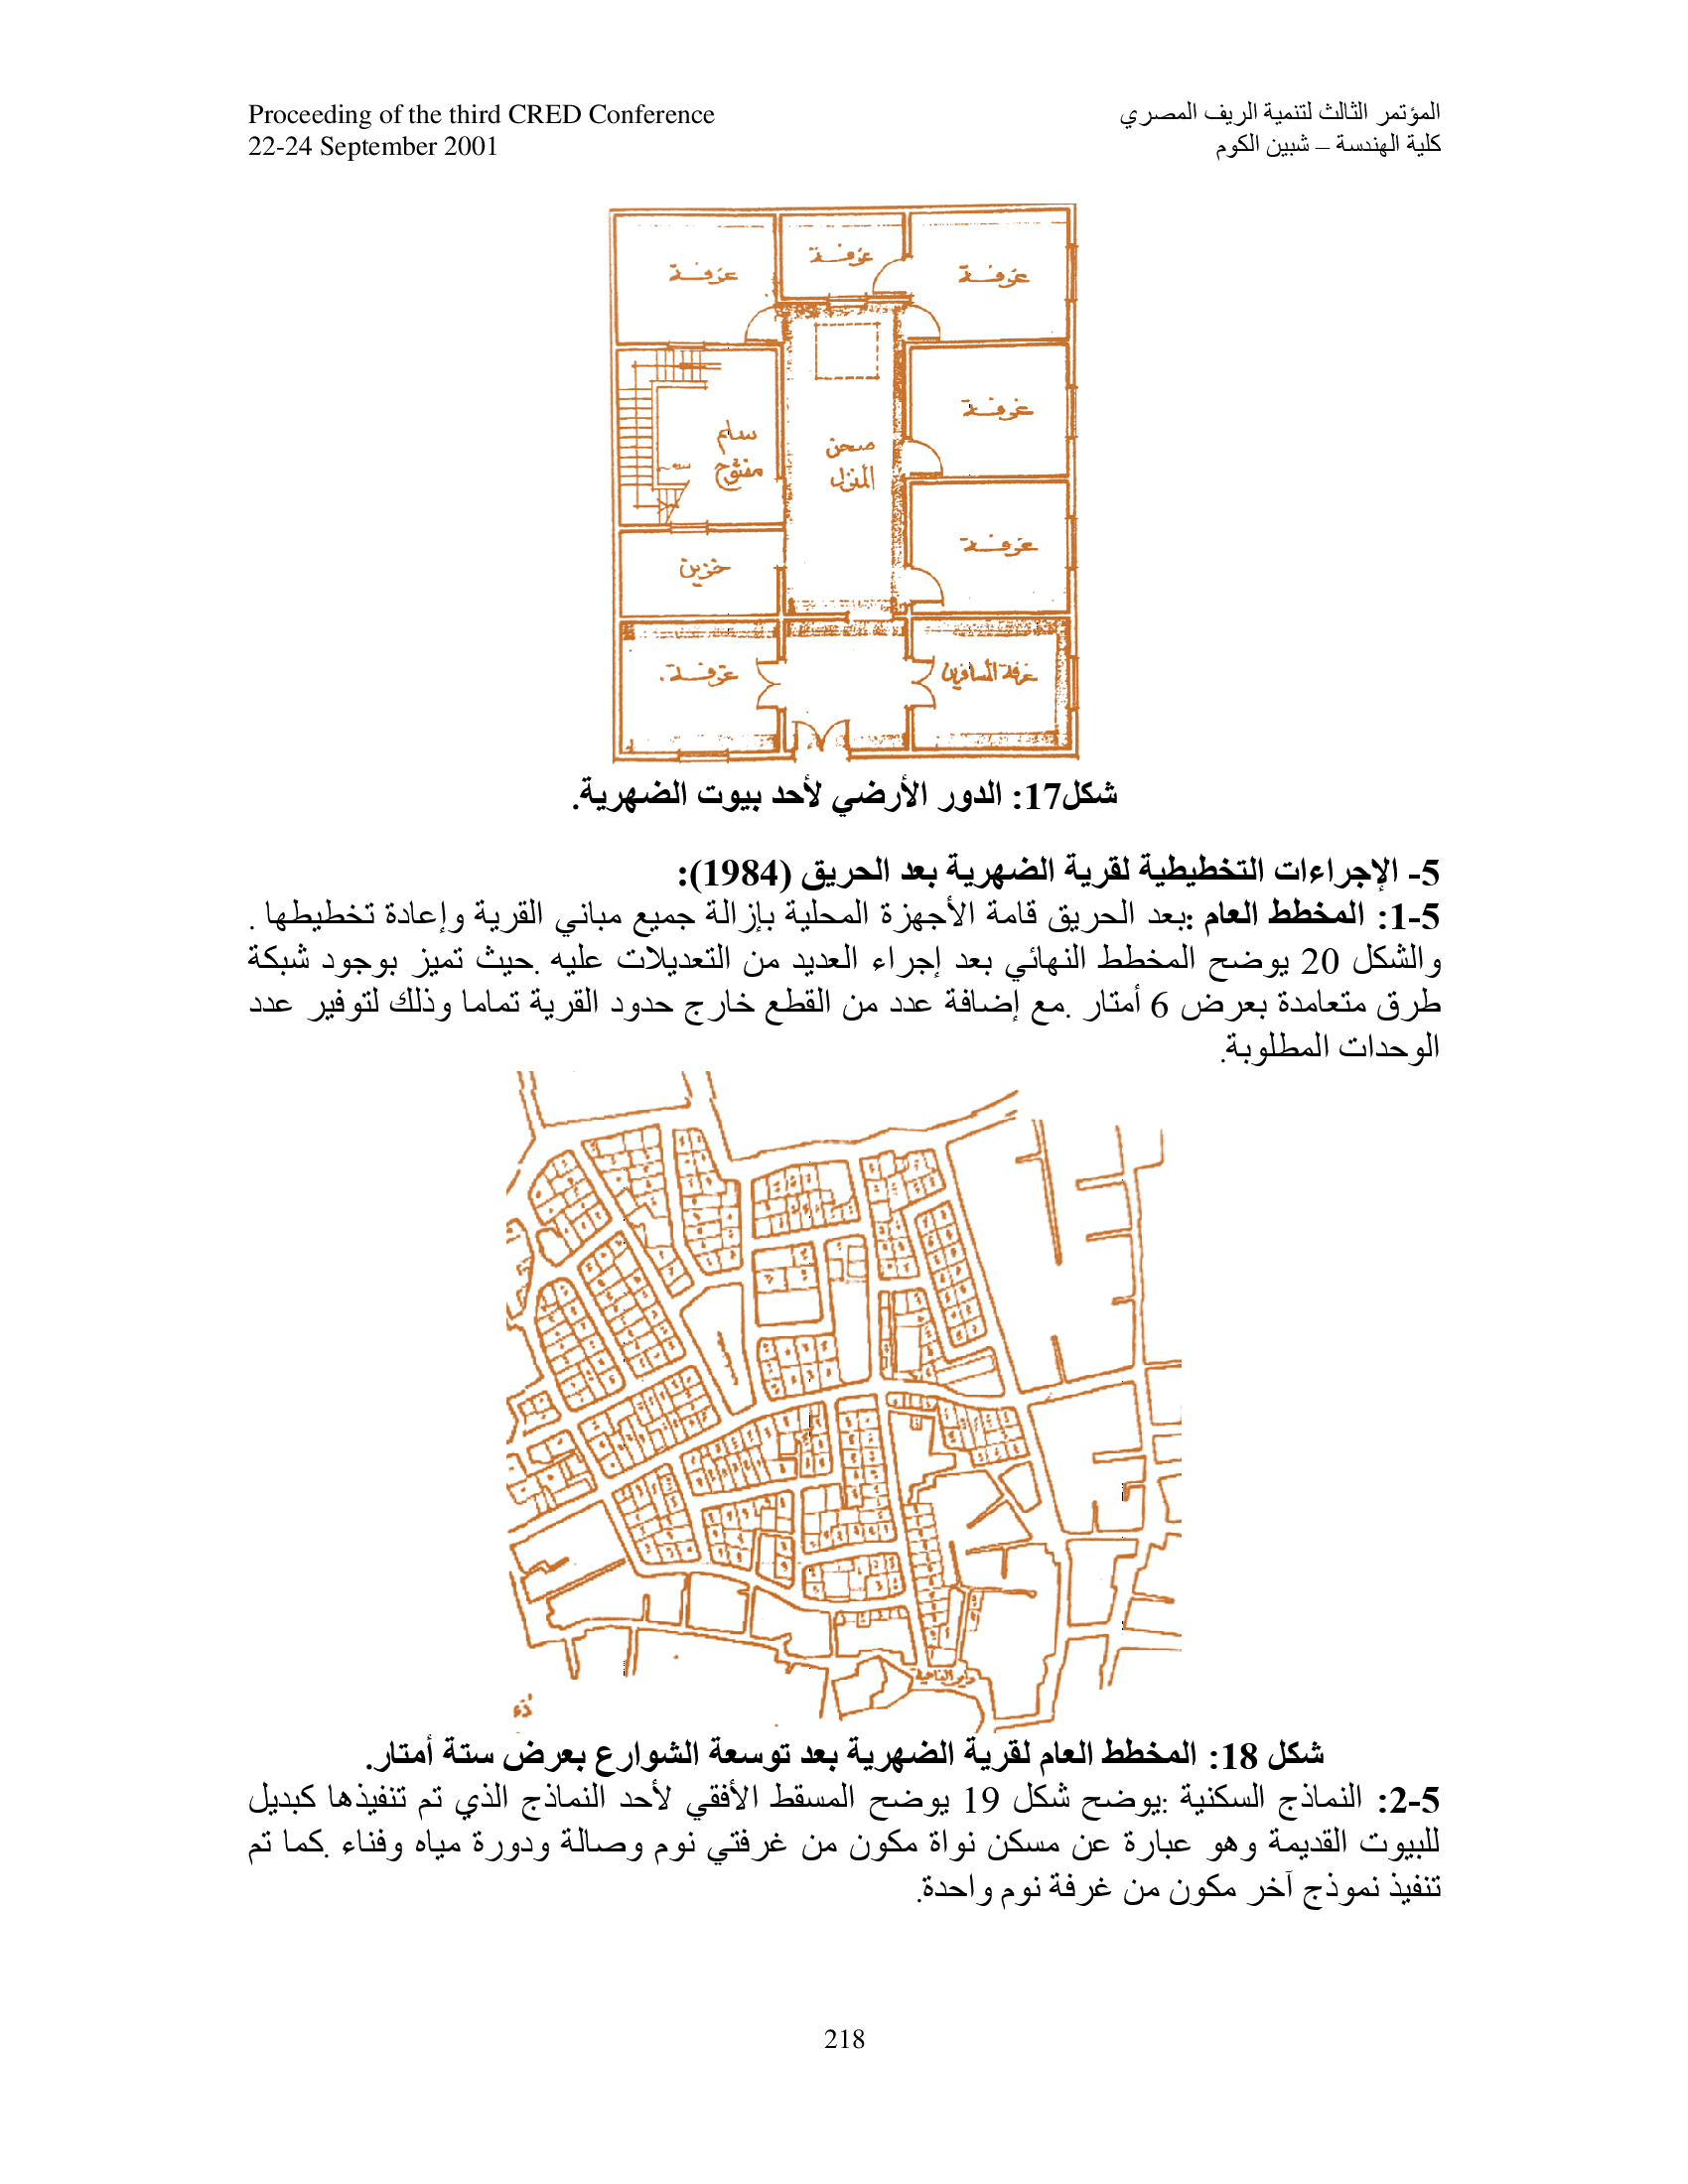 Proceeding of the third CRED Conference
المؤتمر الثالث لتنمية الريف المصري
22-24 September 2001
كلية الهندسة – شبين الكوم
غرفة
غرفة
غرفة
غرفة
سلم
مفتوح
صحن
المنزل
غرفة
خزين
غرفة
غرفة المسافرين
شكل17: الدور الأرضي لأحد بيوت الضهرية.
5- الإجراءات التخطيطية لقرية الضهرية بعد الحريق (1984):
5-1: المخطط العام :بعد الحريق قامة الأجهزة المحلية بإزالة جميع مباني القرية وإعادة تخطيطها .
والشكل 20 يوضح المخطط النهائي بعد إجراء العديد من التعديلات عليه .حيث تميز بوجود شبكة
طرق متعامدة بعرض 6 أمتار .مع إضافة عدد من القطع خارج حدود القرية تماما وذلك لتوفير عدد
الوحدات المطلوبة.
داير الناحية
شكل 18: المخطط العام لقرية الضهرية بعد توسعة الشوارع بعرض ستة أمتار.
5-2: النماذج السكنية :يوضح شكل 19 يوضح المسقط الأفقي لأحد النماذج الذي تم تنفيذها كبديل
للبيوت القديمة وهو عبارة عن مسكن نواة مكون من غرفتي نوم وصالة ودورة مياه وفناء .كما تم
تنفيذ نموذج آخر مكون من غرفة نوم واحدة.
218